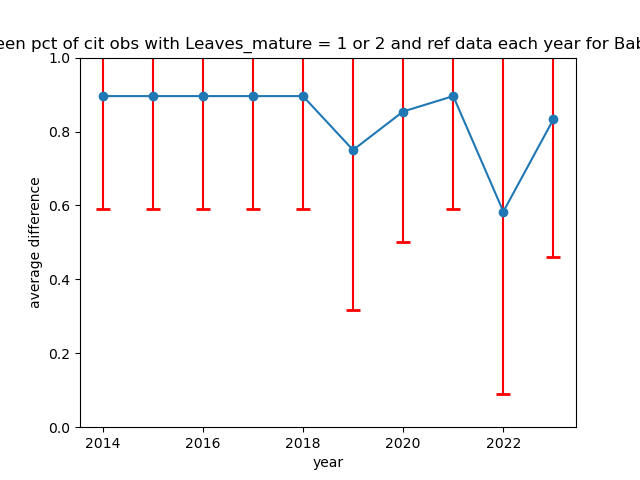 een pct of cit obs with Leaves_mature = 1 or 2 and ref data each year for Bab
1.0
0.8
0.6
0.4
0.2
0.0
average difference
2014 2016 2018 2020 2022
year